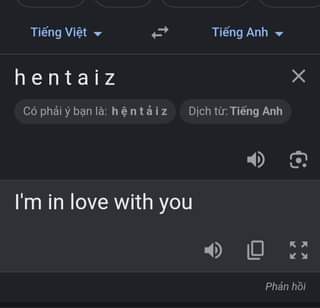 Tiếng Việt Tiếng Anh
h e n t a i z
Có phải ý bạn là: h ệ n t ả i z Dịch từ: Tiếng Anh
I'm in love with you
Phản hồi